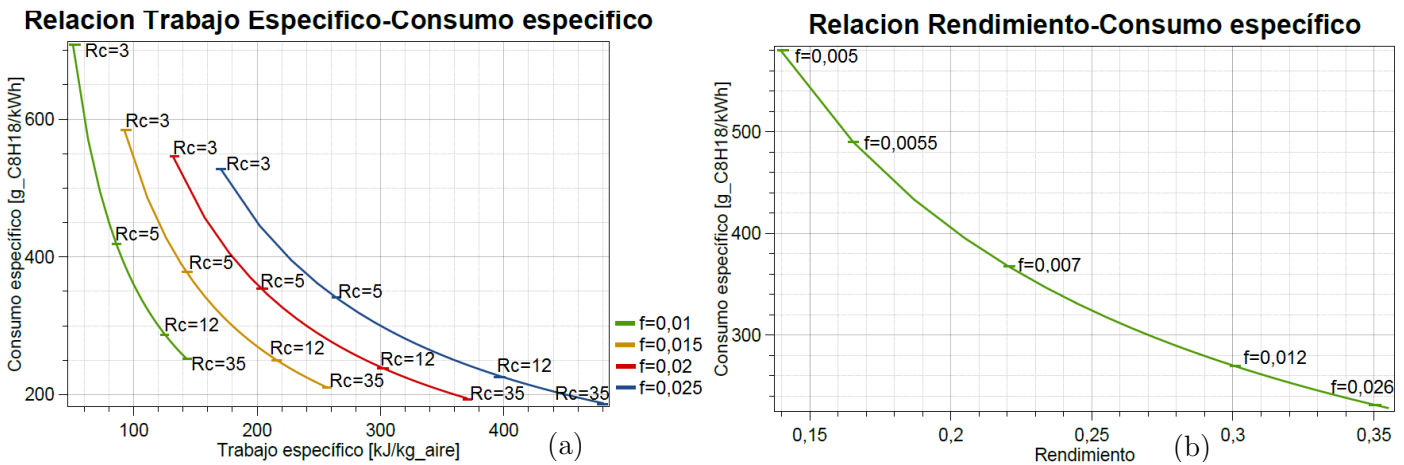 Relacion Trabajo Específico-Consumo específico
Consumo específico [g_C8H18/kWh]
600
400
200
Rc=3
Rc=3
Rc=3
Rc=3
Rc=5
Rc=5
Rc=5
Rc=5
Rc=12
Rc=12
Rc=12
Rc=12
Rc=35
Rc=35
Rc=35
Rc=35
f=0,01
f=0,015
f=0,02
f=0,025
100
200
300
400
Trabajo específico [kJ/kg_aire]
(a)
Relacion Rendimiento-Consumo específico
Consumo específico [g_C8H18/kWh]
500
400
300
f=0,005
f=0,0055
f=0,007
f=0,012
f=0,026
0,15
0,2
0,25
0,3
0,35
Rendimiento
(b)